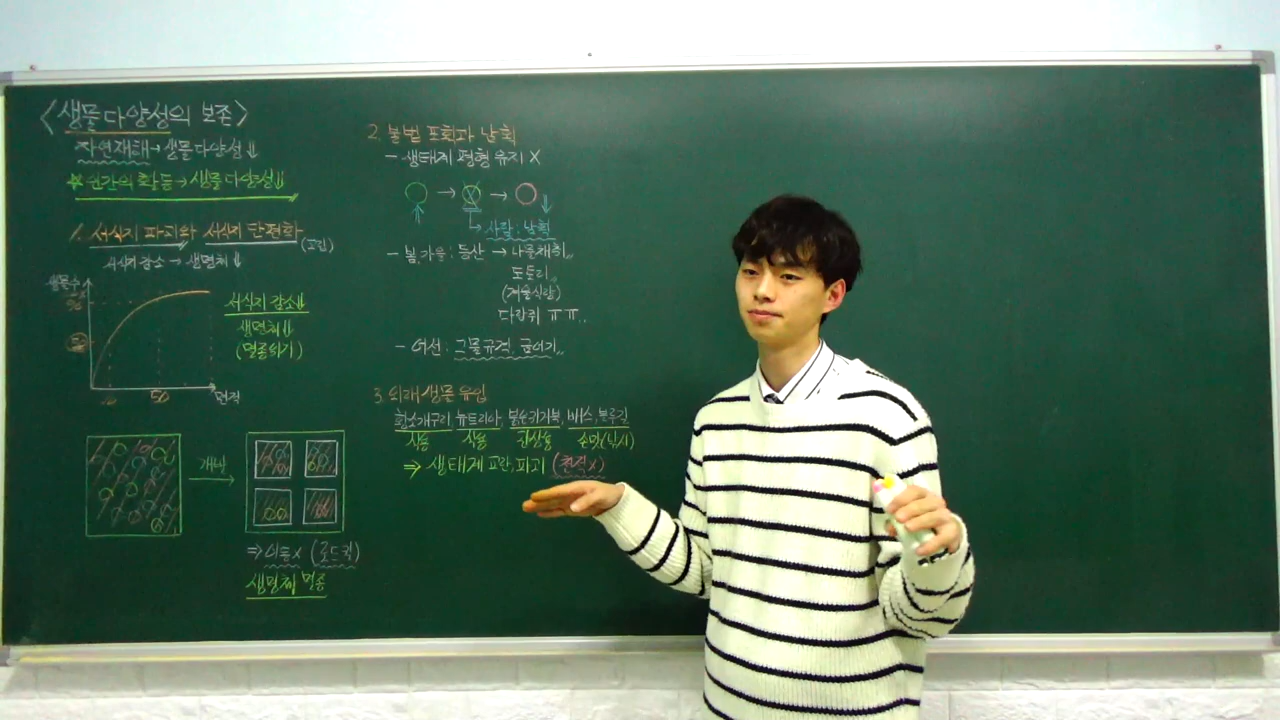 <생물다양성의 보존>
자연재해→생물다양성↓
* 인간의 활동→생물다양성↓
1. 서식지 파괴와 서식지 단편화
(고립)
서식지 감소→생명체↓
생물수
면적
50
서식지 감소↓
생명체↓
(멸종위기)
개발
⇒이동x (로드킬)
생명체 멸종
2. 불법 포획과 남획
- 생태계 평형 유지 X
사람: 남획
- 봄, 가을: 등산 → 나물채취,,
도토리,,
(겨울식량)
다람쥐 ㅠㅠ,,
- 어선: 그물규격,
3. 외래 생물 유입
황소개구리, 뉴트리아, 붉은귀거북, 배스, 블루길
식용 식용 관상용 손맛(낚시)
⇒ 생태계 교란, 파괴 (천적x)